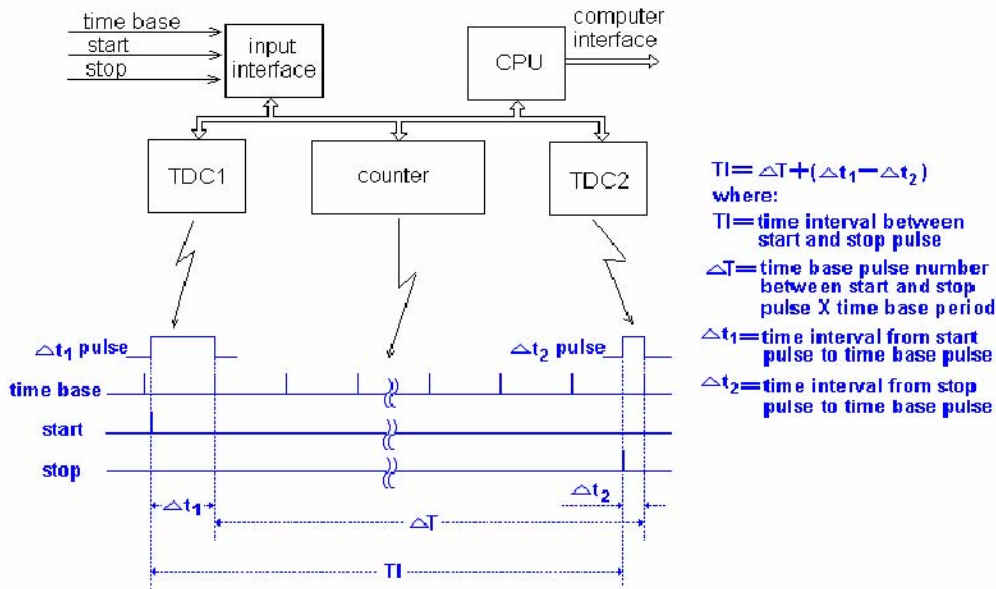 time base
start
stop
input
interface
CPU
computer
interface
TDC1
counter
TDC2
TI=△T+(△t1−△t2)
where:
TI=time interval between
start and stop pulse
△T=time base pulse number
between start and stop
pulse X time base period
△t1=time interval from start
pulse to time base pulse
△t2=time interval from stop
pulse to time base pulse
△t1 pulse
△t2 pulse
time base
start
stop
△t1
△t2
△T
TI